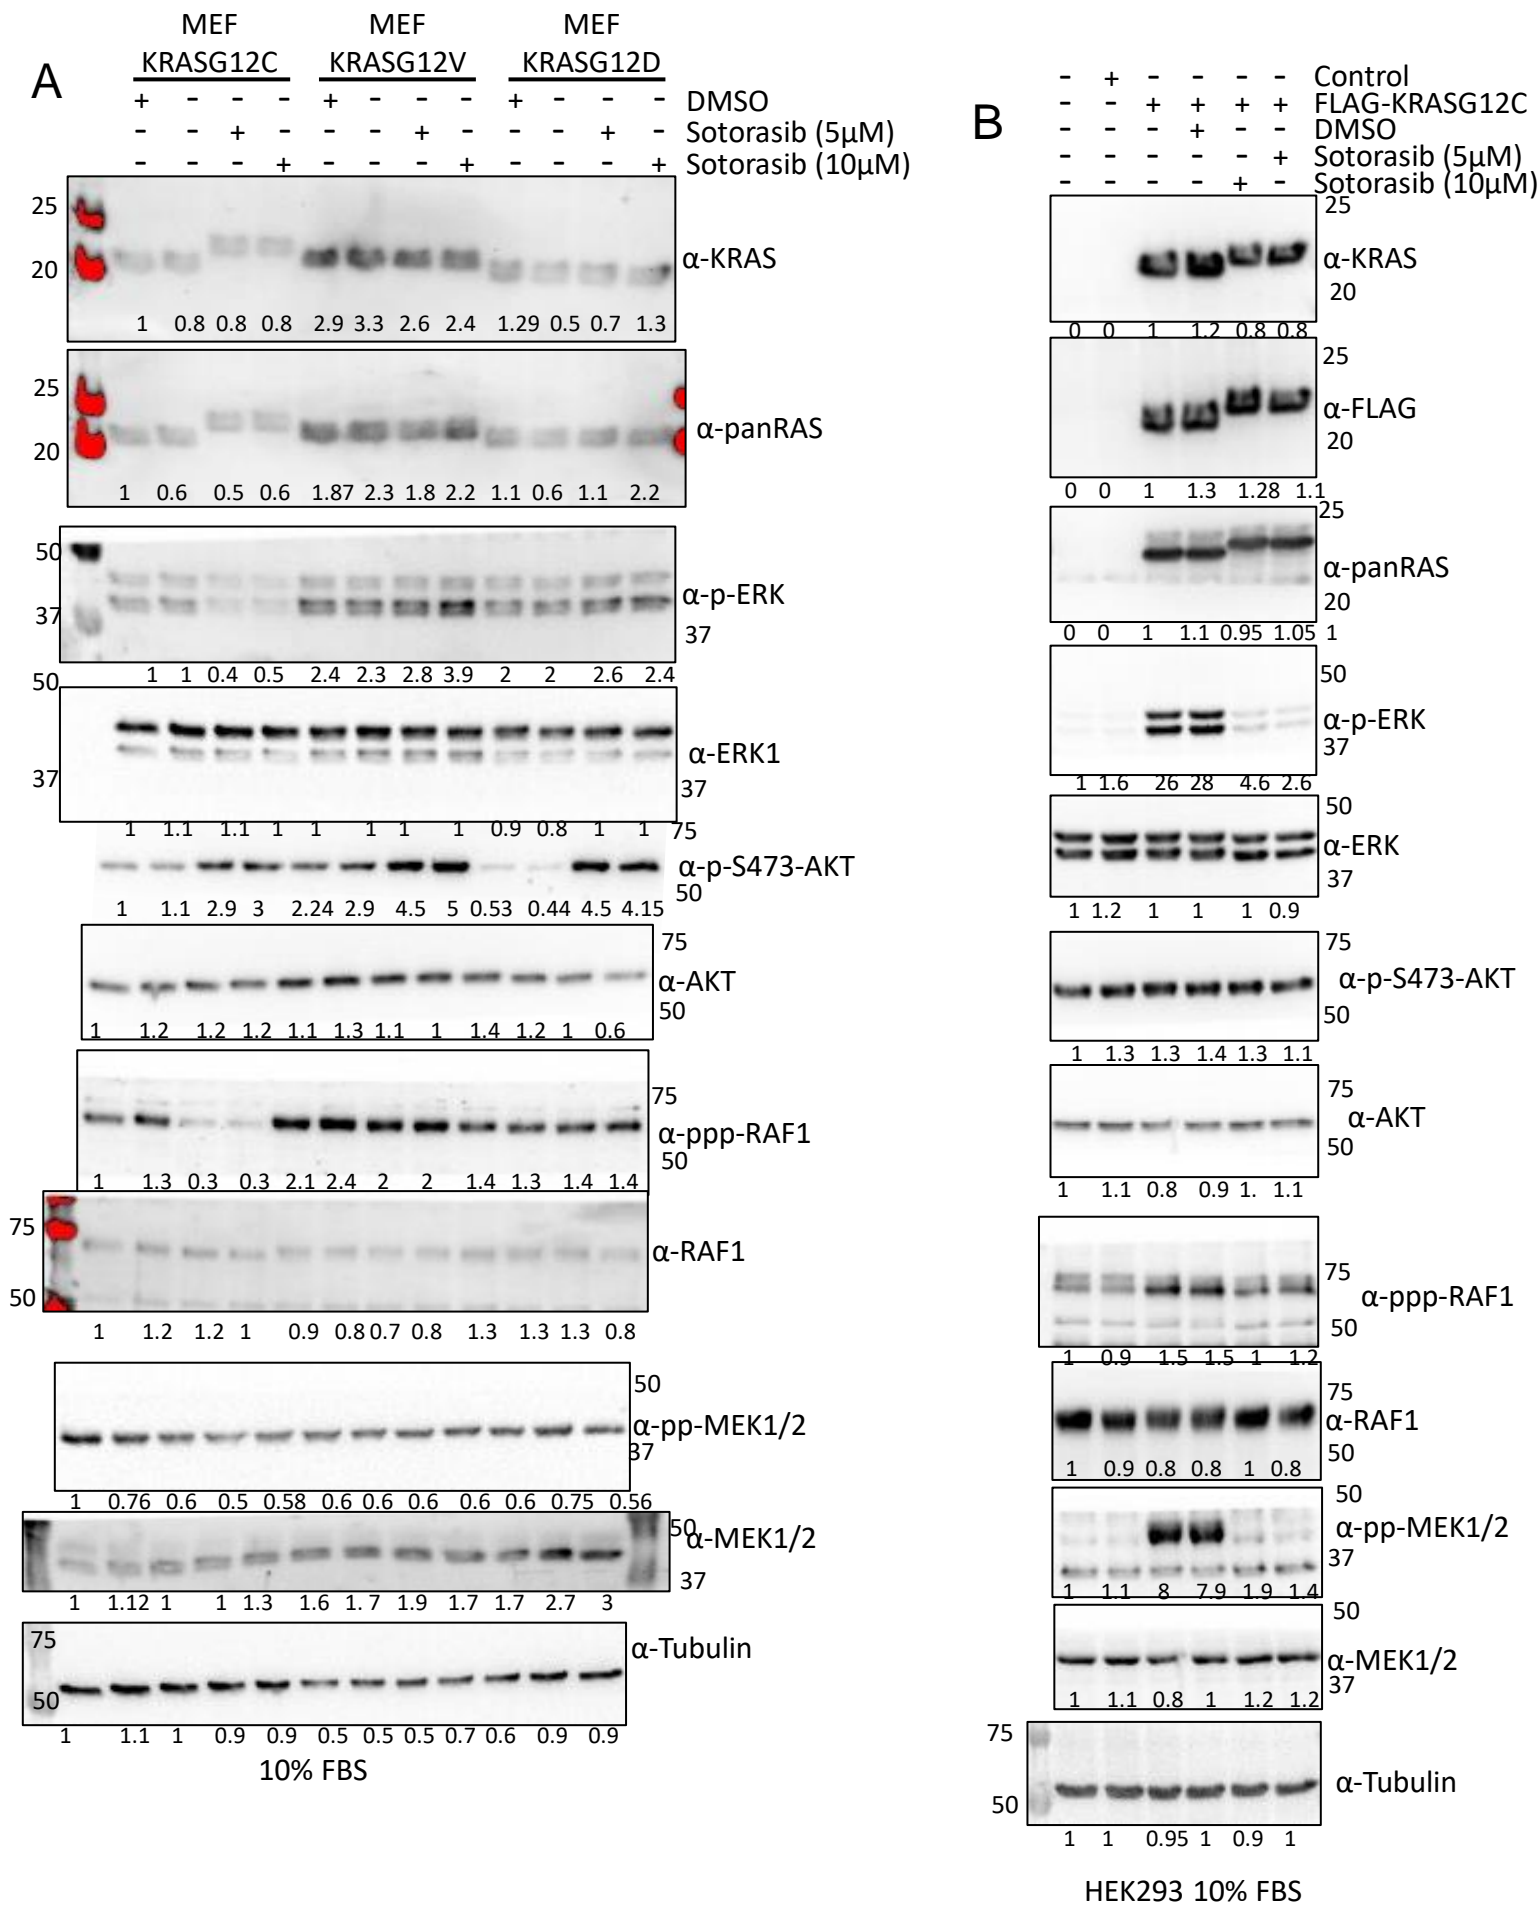 A
MEF MEF MEF
KRASG12C KRASG12V KRASG12D
+ - - - + - - - + - - - DMSO
- - + - - - + - - - + - Sotorasib (5μM)
- - - + - - - + - - - + Sotorasib (10μM)
25
20
α-KRAS
1 0.8 0.8 0.8 2.9 3.3 2.6 2.4 1.29 0.5 0.7 1.3
25
20
α-panRAS
1 0.6 0.5 0.6 1.87 2.3 1.8 2.2 1.1 0.6 1.1 2.2
50
37
α-p-ERK
37
1 1 0.4 0.5 2.4 2.3 2.8 3.9 2 2 2.6 2.4
50
37
α-ERK1
37
1 1.1 1.1 1 1 1 1 1 0.9 0.8 1 1
75
α-p-S473-AKT
50
1 1.1 2.9 3 2.24 2.9 4.5 5 0.53 0.44 4.5 4.15
75
α-AKT
50
1 1.2 1.2 1.2 1.1 1.3 1.1 1 1.4 1.2 1 0.6
75
α-ppp-RAF1
50
1 1.3 0.3 0.3 2.1 2.4 2 2 1.4 1.3 1.4 1.4
75
50
α-RAF1
1 1.2 1.2 1 0.9 0.8 0.7 0.8 1.3 1.3 1.3 0.8
50
α-pp-MEK1/2
37
1 0.76 0.6 0.5 0.58 0.6 0.6 0.6 0.6 0.6 0.75 0.56
50
α-MEK1/2
37
1 1.12 1 1 1.3 1.6 1. 7 1.9 1.7 1.7 2.7 3
75
50
α-Tubulin
1 1.1 1 0.9 0.9 0.5 0.5 0.5 0.7 0.6 0.9 0.9
10% FBS
B
- + - - - - Control
- - + + + + FLAG-KRASG12C
- - - + - - DMSO
- - - - - + Sotorasib (5μM)
- - - - + - Sotorasib (10μM)
25
α-KRAS
20
0 0 1 1.2 0.8 0.8
25
α-FLAG
20
0 0 1 1.3 1.28 1.1
25
α-panRAS
20
0 0 1 1.1 0.95 1.05 1
50
α-p-ERK
37
1 1.6 26 28 4.6 2.6
50
α-ERK
37
1 1.2 1 1 1 0.9
75
α-p-S473-AKT
50
1 1.3 1.3 1.4 1.3 1.1
75
α-AKT
50
1 1.1 0.8 0.9 1. 1.1
75
α-ppp-RAF1
50
1 0.9 1.5 1.5 1 1.2
75
α-RAF1
50
1 0.9 0.8 0.8 1 0.8
50
α-pp-MEK1/2
37
1 1.1 8 7.9 1.9 1.4
50
α-MEK1/2
37
1 1.1 0.8 1 1.2 1.2
75
50
α-Tubulin
1 1 0.95 1 0.9 1
HEK293 10% FBS